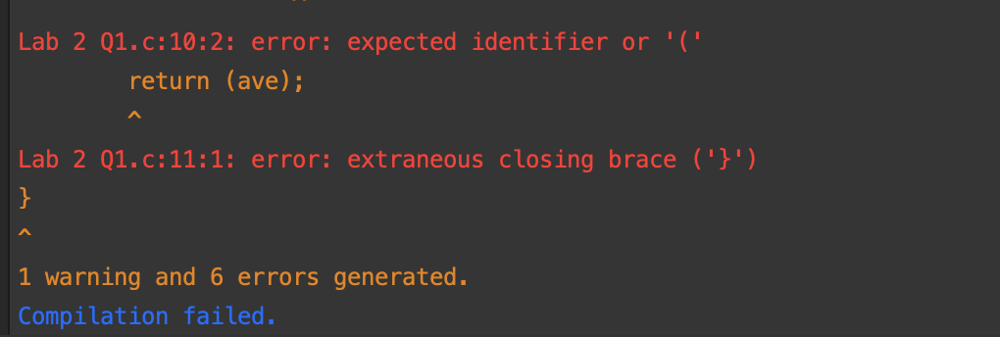 Lab 2 Q1.c:10:2: error: expected identifier or '('
return (ave);
^
Lab 2 Q1.c:11:1: error: extraneous closing brace ('}')
}
^
1 warning and 6 errors generated.
Compilation failed.